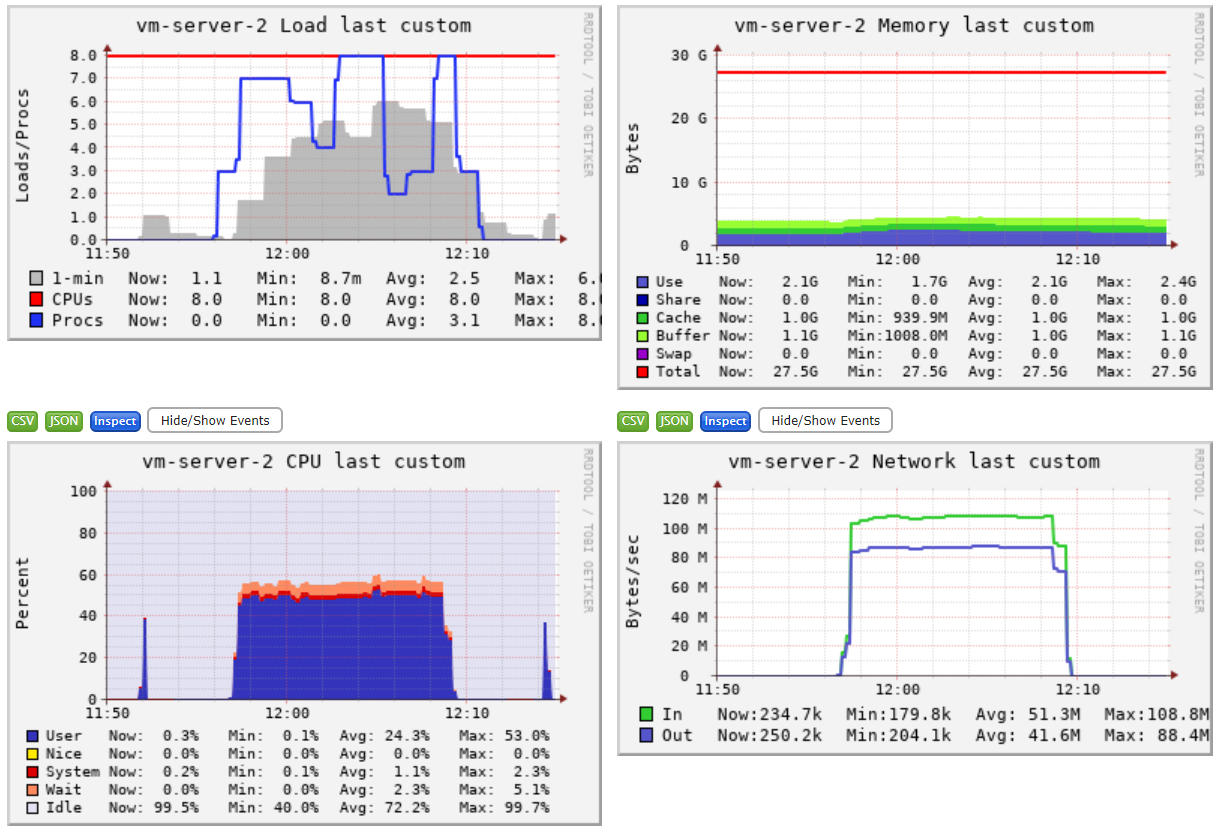 vm-server-2 Load last custom
RRDTOOL / TOBI OETIKER
Loads/Procs
8.0
7.0
6.0
5.0
4.0
3.0
2.0
1.0
0.0
11:50 12:00 12:10
1-min Now: 1.1 Min: 8.7m Avg: 2.5 Max: 6.
CPUs Now: 8.0 Min: 8.0 Avg: 8.0 Max: 8.
Procs Now: 0.0 Min: 0.0 Avg: 3.1 Max: 8.
vm-server-2 Memory last custom
RRDTOOL / TOBI OETIKER
Bytes
30 G
20 G
10 G
0
11:50 12:00 12:10
Use Now: 2.1G Min: 1.7G Avg: 2.1G Max: 2.4G
Share Now: 0.0 Min: 0.0 Avg: 0.0 Max: 0.0
Cache Now: 1.0G Min: 939.9M Avg: 1.0G Max: 1.0G
Buffer Now: 1.1G Min:1008.0M Avg: 1.0G Max: 1.1G
Swap Now: 0.0 Min: 0.0 Avg: 0.0 Max: 0.0
Total Now: 27.5G Min: 27.5G Avg: 27.5G Max: 27.5G
CSV JSON Inspect Hide/Show Events
CSV JSON Inspect Hide/Show Events
vm-server-2 CPU last custom
RRDTOOL / TOBI OETIKER
Percent
100
80
60
40
20
0
11:50 12:00 12:10
User Now: 0.3% Min: 0.1% Avg: 24.3% Max: 53.0%
Nice Now: 0.0% Min: 0.0% Avg: 0.0% Max: 0.0%
System Now: 0.2% Min: 0.1% Avg: 1.1% Max: 2.3%
Wait Now: 0.0% Min: 0.0% Avg: 2.3% Max: 5.1%
Idle Now: 99.5% Min: 40.0% Avg: 72.2% Max: 99.7%
vm-server-2 Network last custom
RRDTOOL / TOBI OETIKER
Bytes/sec
120 M
100 M
80 M
60 M
40 M
20 M
0
11:50 12:00 12:10
In Now:234.7k Min:179.8k Avg: 51.3M Max:108.8M
Out Now:250.2k Min:204.1k Avg: 41.6M Max: 88.4M